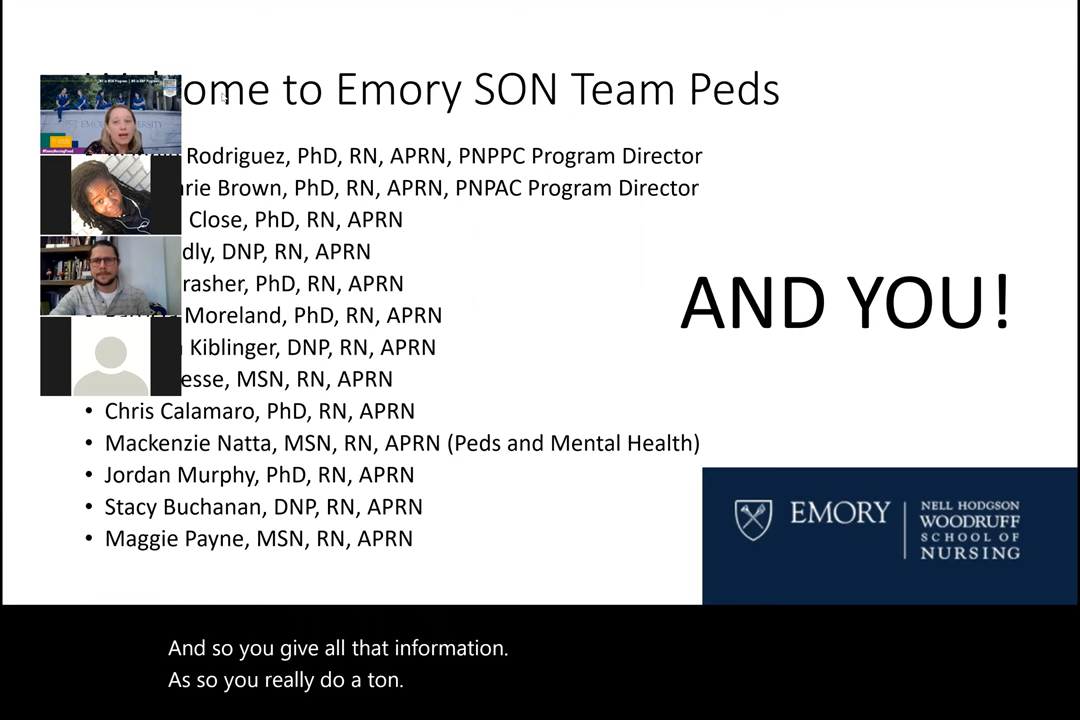 ome to Emory SON Team Peds
Rodriguez, PhD, RN, APRN, PNPPC Program Director
rie Brown, PhD, RN, APRN, PNPAC Program Director
Close, PhD, RN, APRN
dly, DNP, RN, APRN
rasher, PhD, RN, APRN
Moreland, PhD, RN, APRN
Kiblinger, DNP, RN, APRN
esse, MSN, RN, APRN
• Chris Calamaro, PhD, RN, APRN
• Mackenzie Natta, MSN, RN, APRN (Peds and Mental Health)
• Jordan Murphy, PhD, RN, APRN
• Stacy Buchanan, DNP, RN, APRN
• Maggie Payne, MSN, RN, APRN
AND YOU!
EMORY
NELL HODGSON
WOODRUFF
SCHOOL OF
NURSING
And so you give all that information.
As so you really do a ton.